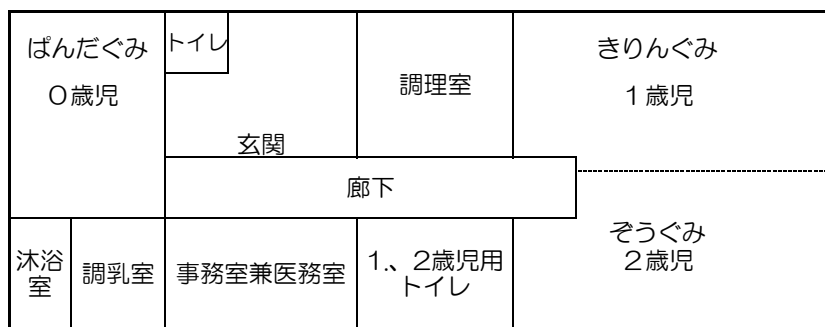 ぱんだぐみ
０歳児
トイレ
玄関
調理室
きりんぐみ
１歳児
廊下
沐浴
室
調乳室
事務室兼医務室
1.、2歳児用
トイレ
ぞうぐみ
２歳児